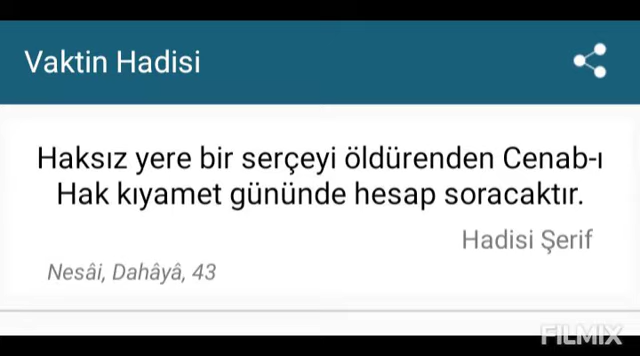 Vaktin Hadisi
Haksız yere bir serçeyi öldürenden Cenab-ı
Hak kıyamet gününde hesap soracaktır.
Hadisi Şerif
Nesâi, Dahâyâ, 43
FILMIX